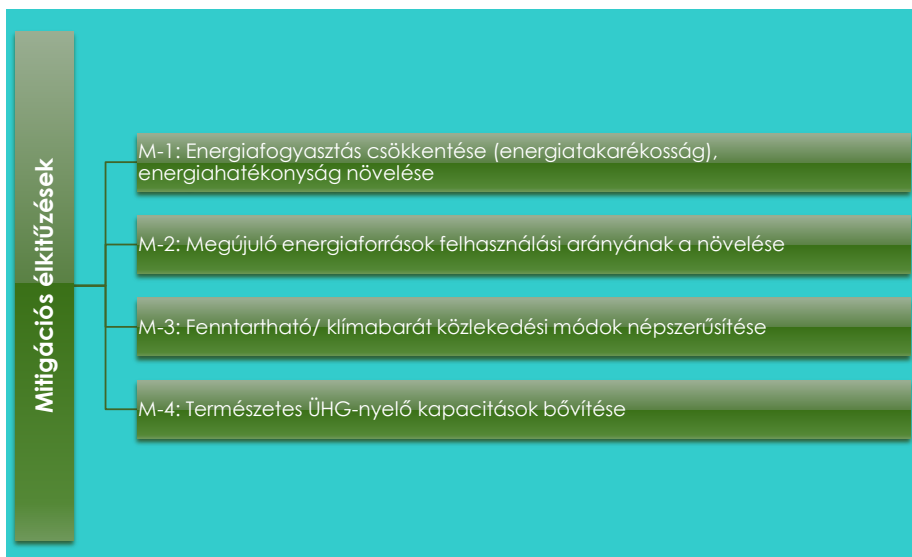 Mitigációs élkitűzések
M-1: Energiafogyasztás csökkentése (energiatakarékosság),
energiahatékonyság növelése
M-2: Megújuló energiaforrások felhasználási arányának a növelése
M-3: Fenntartható/ klímabarát közlekedési módok népszerűsítése
M-4: Természetes ÜHG-nyelő kapacitások bővítése